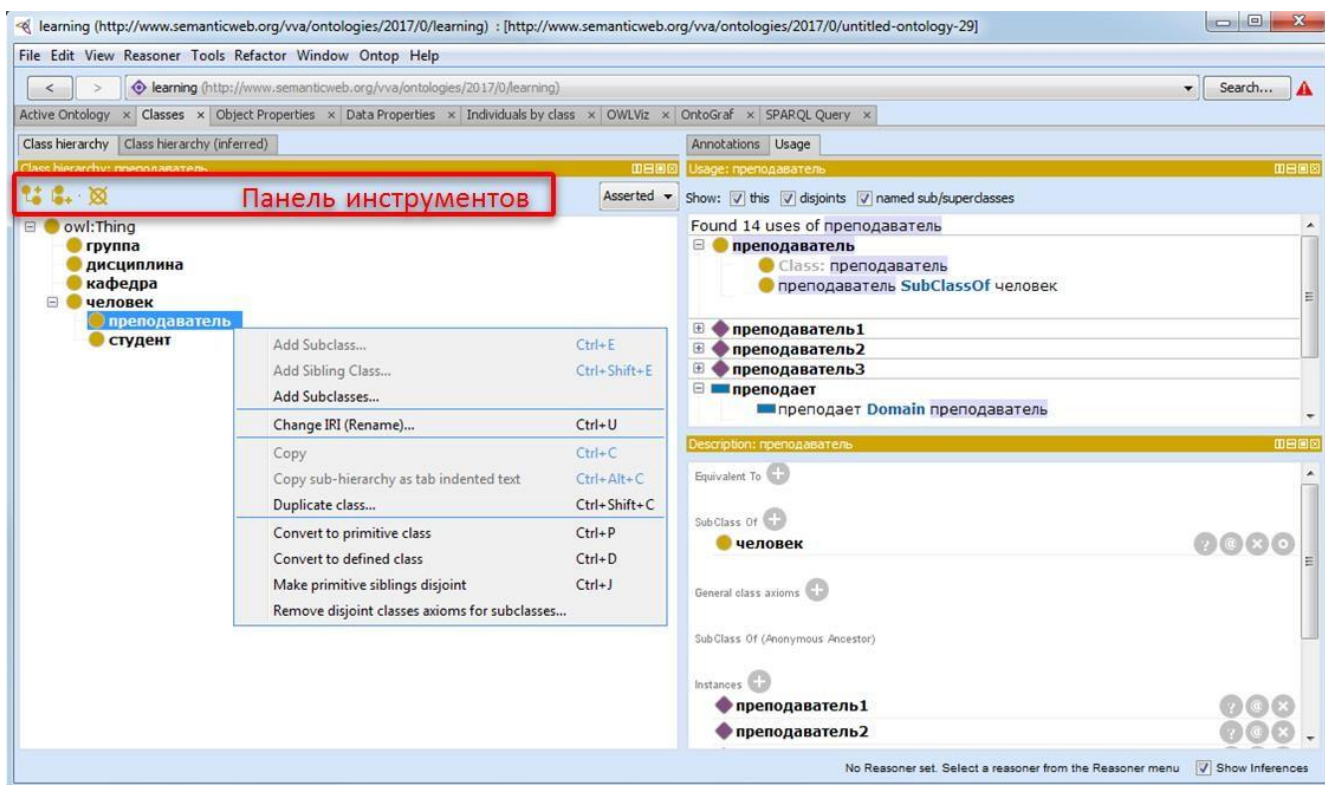 learning (http://www.semanticweb.org/vva/ontologies/2017/0/learning) : [http://www.semanticweb.org/vva/ontologies/2017/0/untitled-ontology-29]
File Edit View Reasoner Tools Refactor Window Ontop Help
< > learning (http://www.semanticweb.org/vva/ontologies/2017/0/learning) Search...
Active Ontology × Classes × Object Properties × Data Properties × Individuals by class × OWLViz × OntoGraf × SPARQL Query ×
Class hierarchy Class hierarchy (inferred)
Class hierarchy: преподаватель
Панель инструментов
Asserted
owl:Thing
группа
дисциплина
кафедра
человек
преподаватель
студент
Add Subclass... Ctrl+E
Add Sibling Class... Ctrl+Shift+E
Add Subclasses...
Change IRI (Rename)... Ctrl+U
Copy Ctrl+C
Copy sub-hierarchy as tab indented text Ctrl+Alt+C
Duplicate class... Ctrl+Shift+C
Convert to primitive class Ctrl+P
Convert to defined class Ctrl+D
Make primitive siblings disjoint Ctrl+J
Remove disjoint classes axioms for subclasses...
Annotations Usage
Usage: преподаватель
Show: this disjoints named sub/superclasses
Found 14 uses of преподаватель
преподаватель
Class: преподаватель
преподаватель SubClassOf человек
преподаватель1
преподаватель2
преподаватель3
преподает
преподает Domain преподаватель
Description: преподаватель
Equivalent To
SubClass Of
человек
General class axioms
SubClass Of (Anonymous Ancestor)
Instances
преподаватель1
преподаватель2
No Reasoner set. Select a reasoner from the Reasoner menu Show Inferences